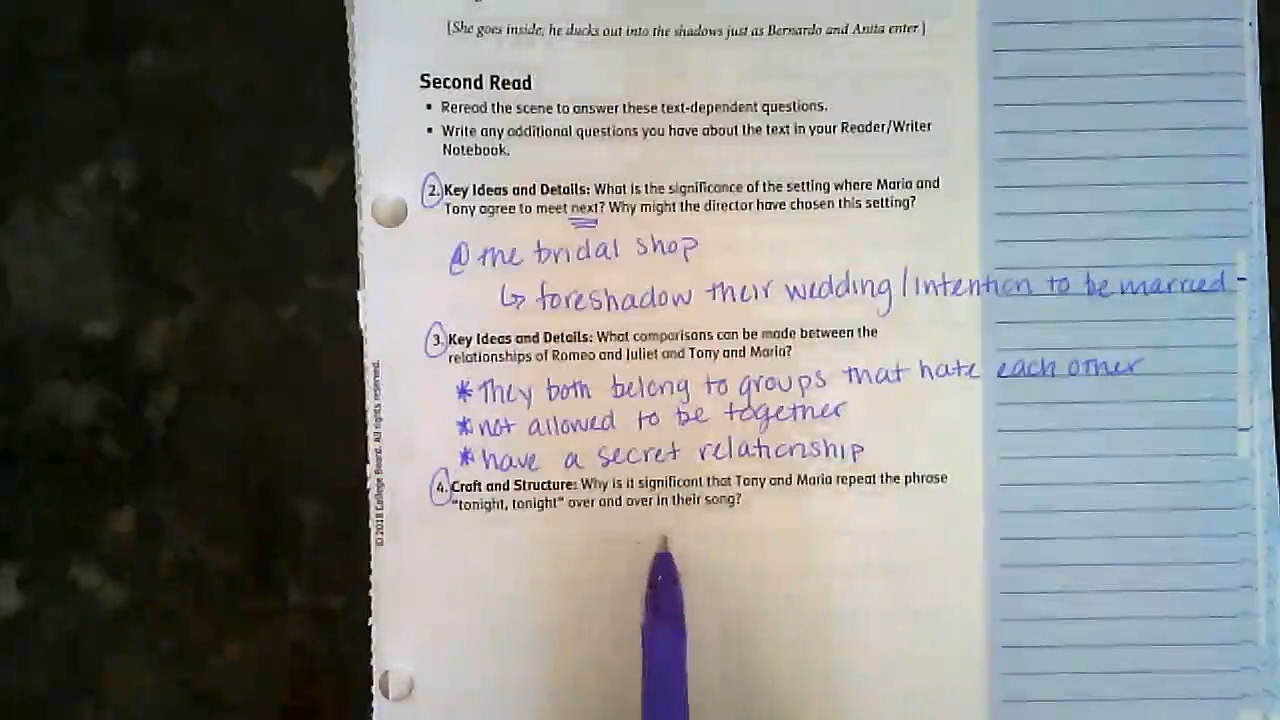 [She goes inside, he ducks out into the shadows just as Bernardo and Anita enter.]
Second Read
• Reread the scene to answer these text-dependent questions.
• Write any additional questions you have about the text in your Reader/Writer
Notebook.
2. Key Ideas and Details: What is the significance of the setting where Maria and
Tony agree to meet next? Why might the director have chosen this setting?
@ the bridal shop
↳ foreshadow their wedding/intention to be married
3. Key Ideas and Details: What comparisons can be made between the
relationships of Romeo and Juliet and Tony and Maria?
* They both belong to groups that hate each other
* not allowed to be together
* have a secret relationship
4. Craft and Structure: Why is it significant that Tony and Maria repeat the phrase
"tonight, tonight" over and over in their song?
© 2018 College Board. All rights reserved.